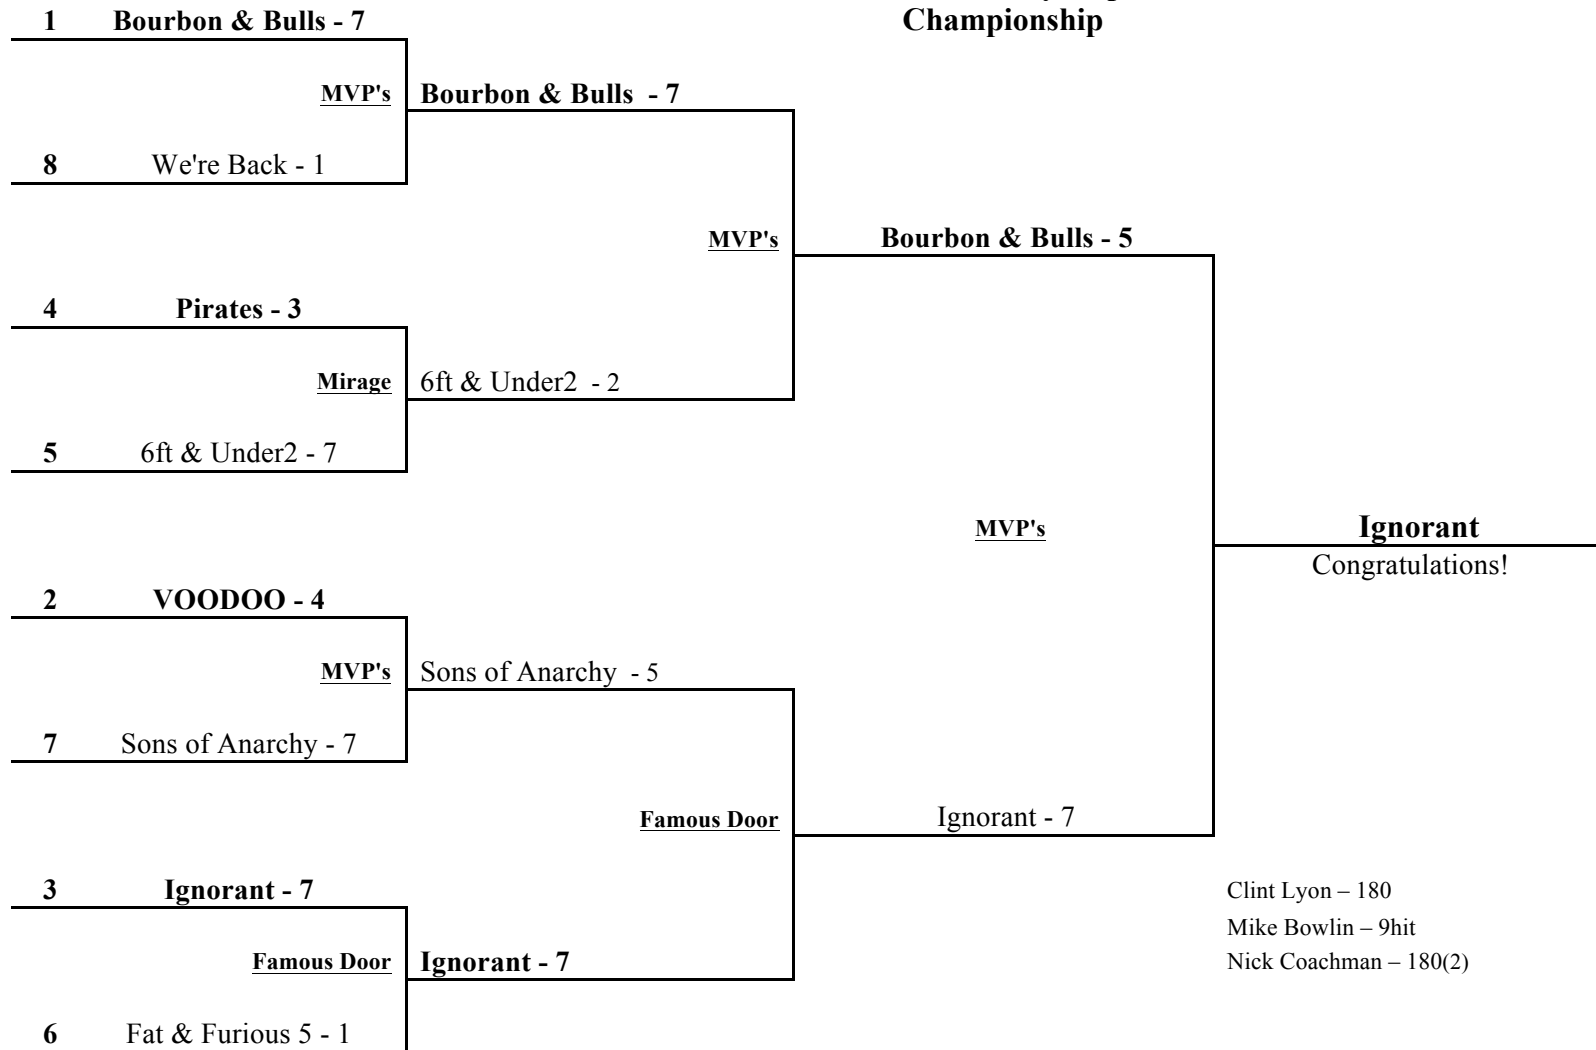 Championship
1 Bourbon & Bulls - 7
MVP's Bourbon & Bulls - 7
8 We're Back - 1
MVP's Bourbon & Bulls - 5
4 Pirates - 3
Mirage 6ft & Under2 - 2
5 6ft & Under2 - 7
MVP's Ignorant
Congratulations!
2 VOODOO - 4
MVP's Sons of Anarchy - 5
7 Sons of Anarchy - 7
Famous Door Ignorant - 7
3 Ignorant - 7
Clint Lyon – 180
Mike Bowlin – 9hit
Famous Door Ignorant - 7
Nick Coachman – 180(2)
6 Fat & Furious 5 - 1